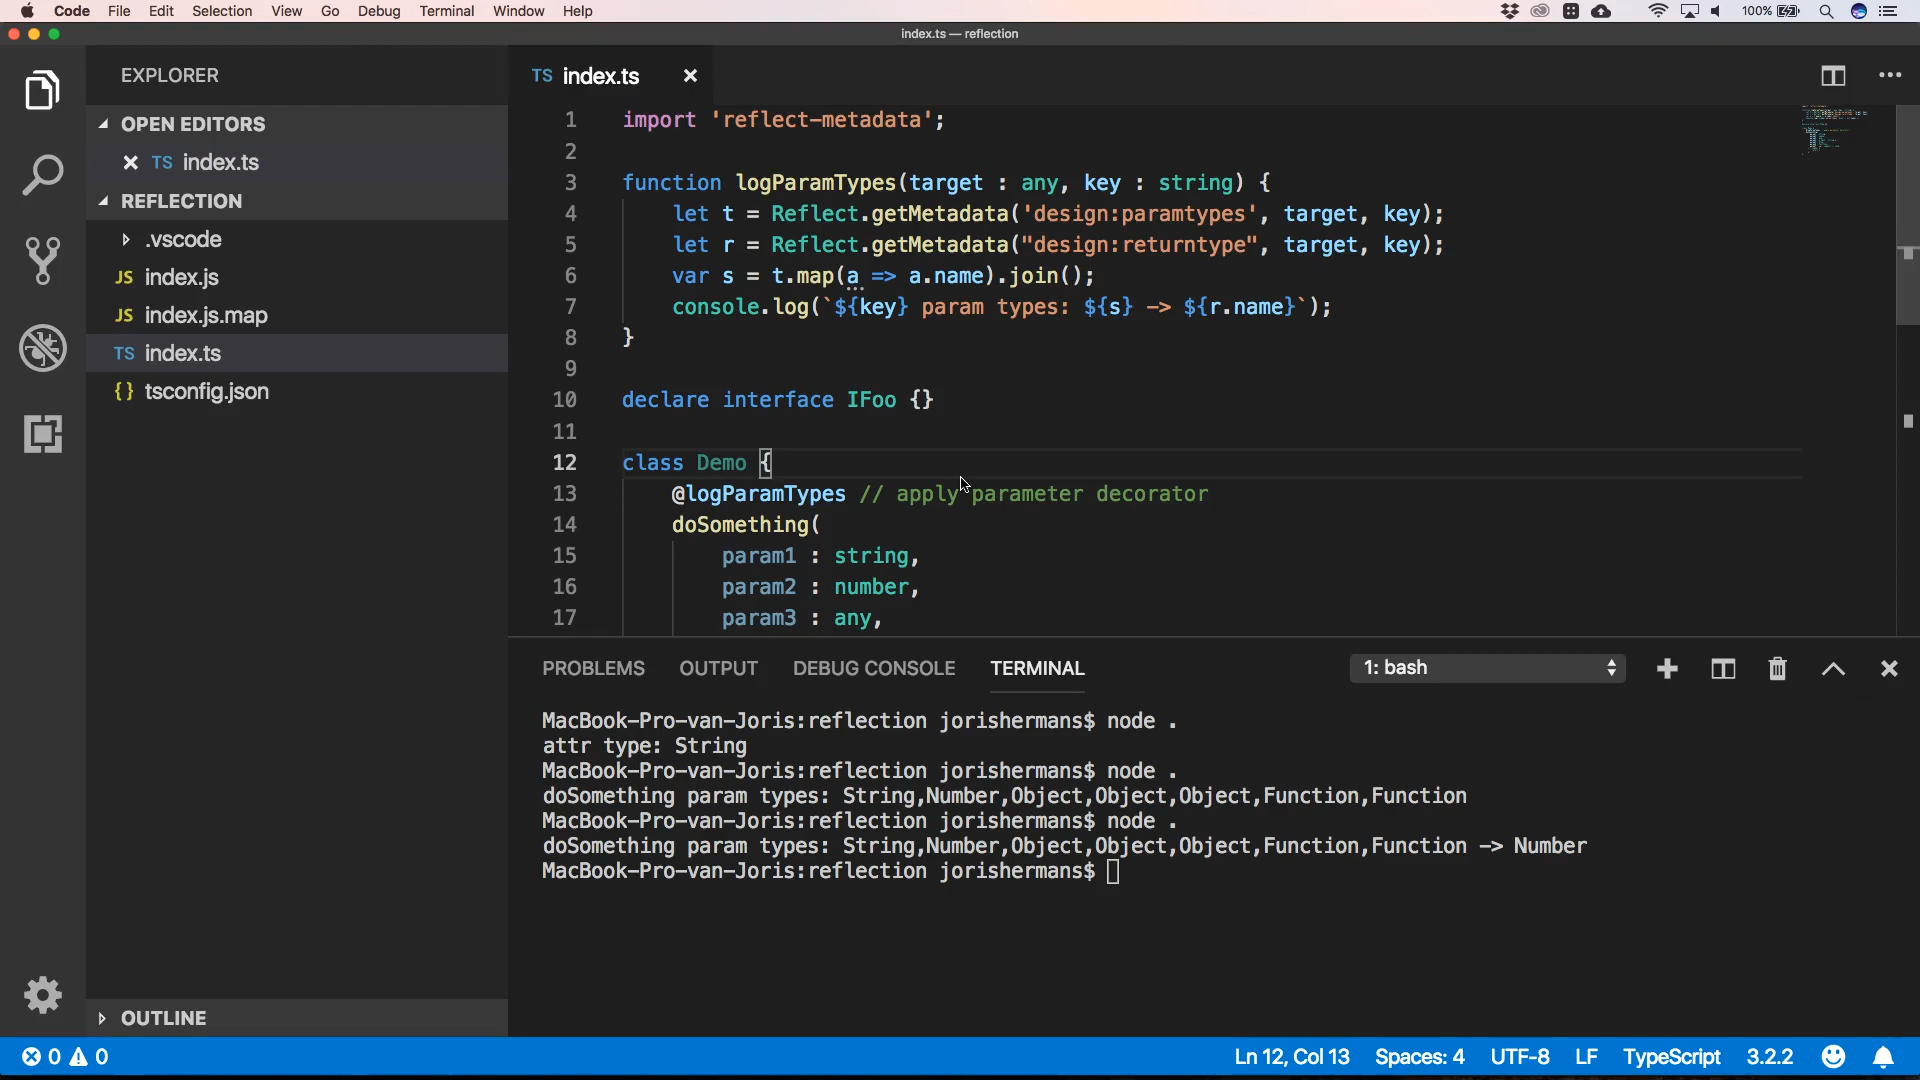 Code File Edit Selection View Go Debug Terminal Window Help 100%
index.ts — reflection
EXPLORER
OPEN EDITORS
TS index.ts
REFLECTION
.vscode
JS index.js
JS index.js.map
TS index.ts
{} tsconfig.json
OUTLINE
TS index.ts
1 import 'reflect-metadata';
2
3 function logParamTypes(target : any, key : string) {
4 let t = Reflect.getMetadata('design:paramtypes', target, key);
5 let r = Reflect.getMetadata("design:returntype", target, key);
6 var s = t.map(a => a.name).join();
7 console.log(`${key} param types: ${s} -> ${r.name}`);
8 }
9
10 declare interface IFoo {}
11
12 class Demo {
13 @logParamTypes // apply parameter decorator
14 doSomething(
15 param1 : string,
16 param2 : number,
17 param3 : any,
PROBLEMS OUTPUT DEBUG CONSOLE TERMINAL 1: bash
MacBook-Pro-van-Joris:reflection jorishermans$ node .
attr type: String
MacBook-Pro-van-Joris:reflection jorishermans$ node .
doSomething param types: String,Number,Object,Object,Object,Function,Function
MacBook-Pro-van-Joris:reflection jorishermans$ node .
doSomething param types: String,Number,Object,Object,Object,Function,Function -> Number
MacBook-Pro-van-Joris:reflection jorishermans$
0 0 Ln 12, Col 13 Spaces: 4 UTF-8 LF TypeScript 3.2.2